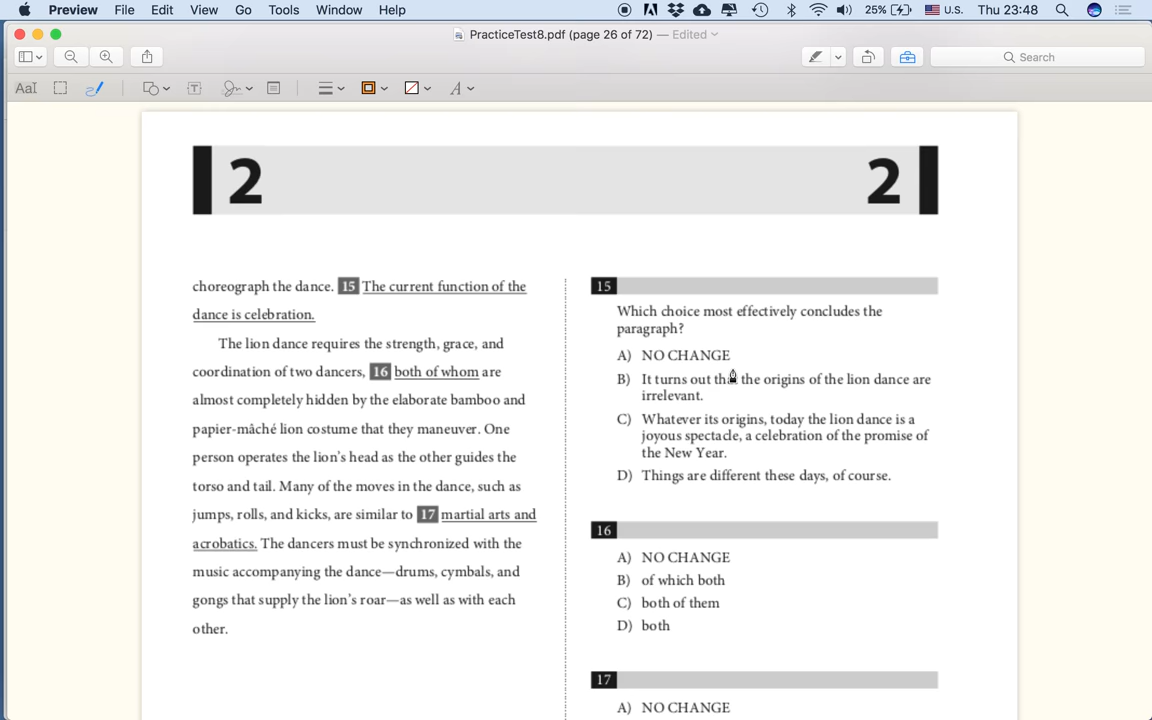 Preview File Edit View Go Tools Window Help 25% U.S. Thu 23:48
PracticeTest8.pdf (page 26 of 72) — Edited
Search
AaI T A
2 2
choreograph the dance. 15 The current function of the
dance is celebration.
The lion dance requires the strength, grace, and
coordination of two dancers, 16 both of whom are
almost completely hidden by the elaborate bamboo and
papier-mâché lion costume that they maneuver. One
person operates the lion's head as the other guides the
torso and tail. Many of the moves in the dance, such as
jumps, rolls, and kicks, are similar to 17 martial arts and
acrobatics. The dancers must be synchronized with the
music accompanying the dance—drums, cymbals, and
gongs that supply the lion's roar—as well as with each
other.
15
Which choice most effectively concludes the
paragraph?
A) NO CHANGE
B) It turns out that the origins of the lion dance are
irrelevant.
C) Whatever its origins, today the lion dance is a
joyous spectacle, a celebration of the promise of
the New Year.
D) Things are different these days, of course.
16
A) NO CHANGE
B) of which both
C) both of them
D) both
17
A) NO CHANGE